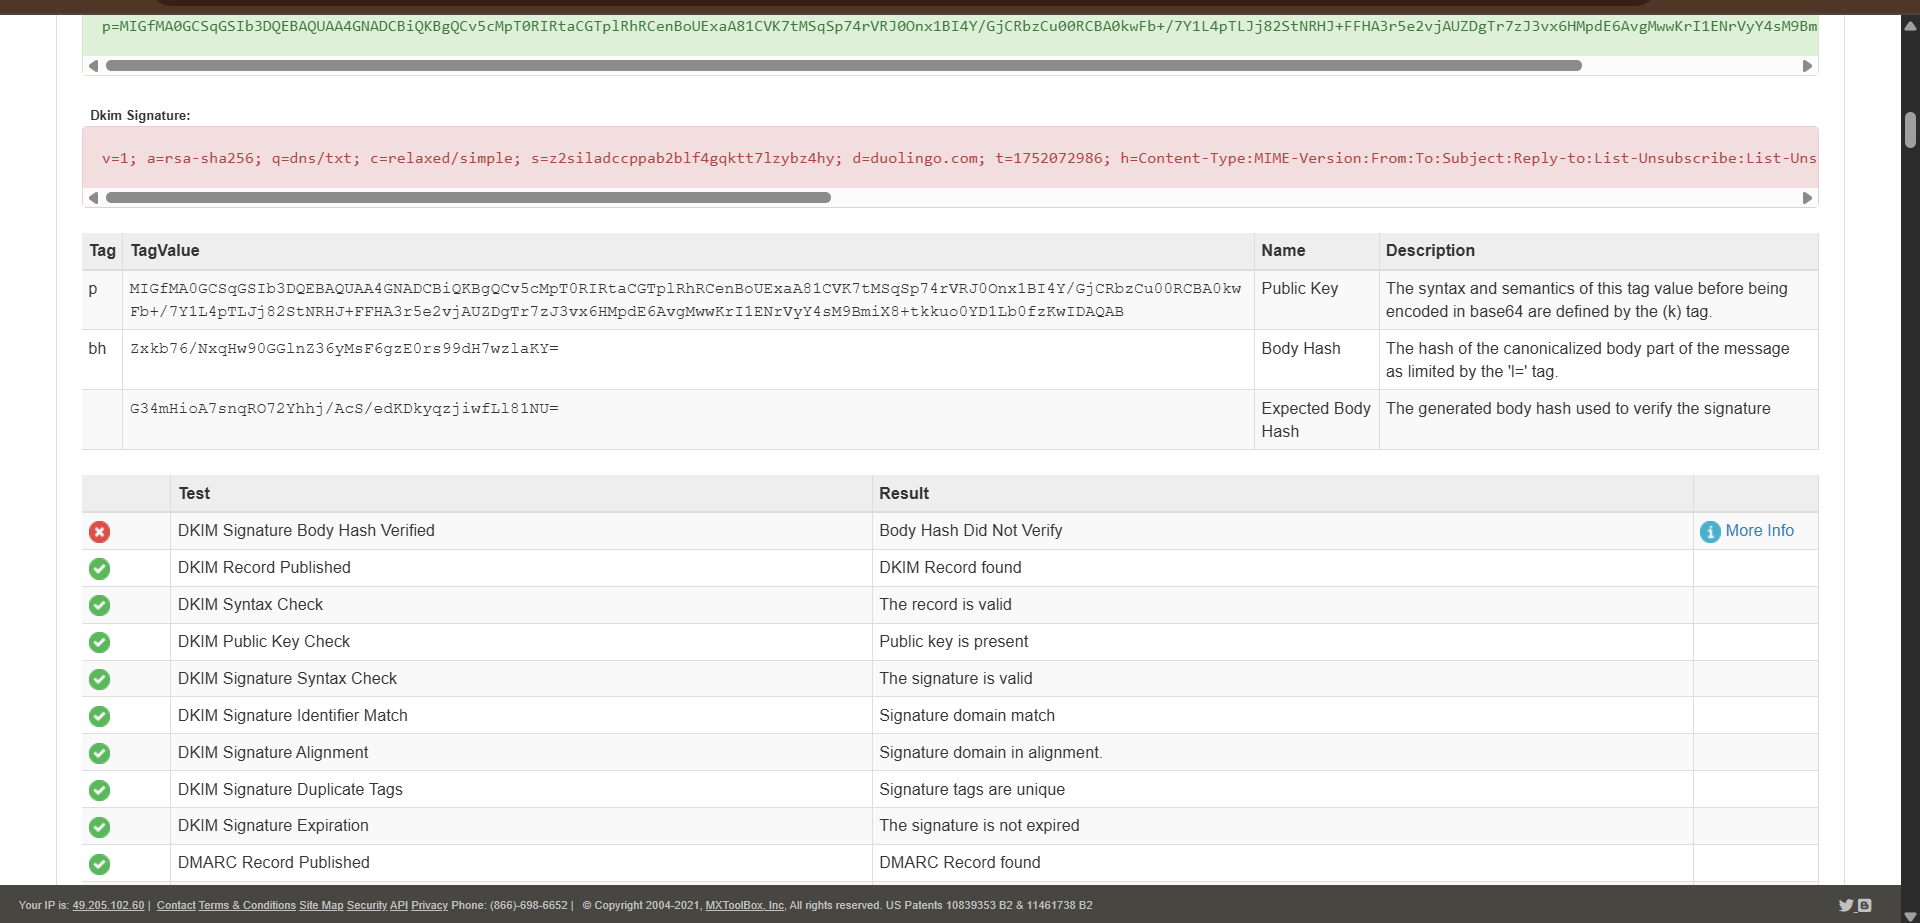 p=MIGfMA0GCSqGSIb3DQEBAQUAA4GNADCBiQKBgQCv5cMpT0RIRtaCGTplRhRCenBoUExaA81CVK7tMSqSp74rVRJ0Onx1BI4Y/GjCRbzCu00RCBA0kwFb+/7Y1L4pTLJj82StNRHJ+FFHA3r5e2vjAUZDgTr7zJ3vx6HMpdE6AvgMwwKrI1ENrVyY4sM9Bm
Dkim Signature:
v=1; a=rsa-sha256; q=dns/txt; c=relaxed/simple; s=z2siladccppab2blf4gqktt7lzybz4hy; d=duolingo.com; t=1752072986; h=Content-Type:MIME-Version:From:To:Subject:Reply-to:List-Unsubscribe:List-Uns
Tag TagValue Name Description
p MIGfMA0GCSqGSIb3DQEBAQUAA4GNADCBiQKBgQCv5cMpT0RIRtaCGTplRhRCenBoUExaA81CVK7tMSqSp74rVRJ0Onx1BI4Y/GjCRbzCu00RCBA0kw Public Key The syntax and semantics of this tag value before being
Fb+/7Y1L4pTLJj82StNRHJ+FFHA3r5e2vjAUZDgTr7zJ3vx6HMpdE6AvgMwwKrI1ENrVyY4sM9BmiX8+tkkuo0YD1Lb0fzKwIDAQAB encoded in base64 are defined by the (k) tag.
bh Zxkb76/NxqHw90GGlnZ36yMsF6gzE0rs99dH7wzlaKY= Body Hash The hash of the canonicalized body part of the message
as limited by the 'l=' tag.
G34mHioA7snqRO72Yhhj/AcS/edKDkyqzjiwfLl81NU= Expected Body The generated body hash used to verify the signature
Hash
Test Result
DKIM Signature Body Hash Verified Body Hash Did Not Verify More Info
DKIM Record Published DKIM Record found
DKIM Syntax Check The record is valid
DKIM Public Key Check Public key is present
DKIM Signature Syntax Check The signature is valid
DKIM Signature Identifier Match Signature domain match
DKIM Signature Alignment Signature domain in alignment.
DKIM Signature Duplicate Tags Signature tags are unique
DKIM Signature Expiration The signature is not expired
DMARC Record Published DMARC Record found
Your IP is: 49.205.102.60 | Contact Terms & Conditions Site Map Security API Privacy Phone: (866)-698-6652 | © Copyright 2004-2021, MXToolBox, Inc, All rights reserved. US Patents 10839353 B2 & 11461738 B2